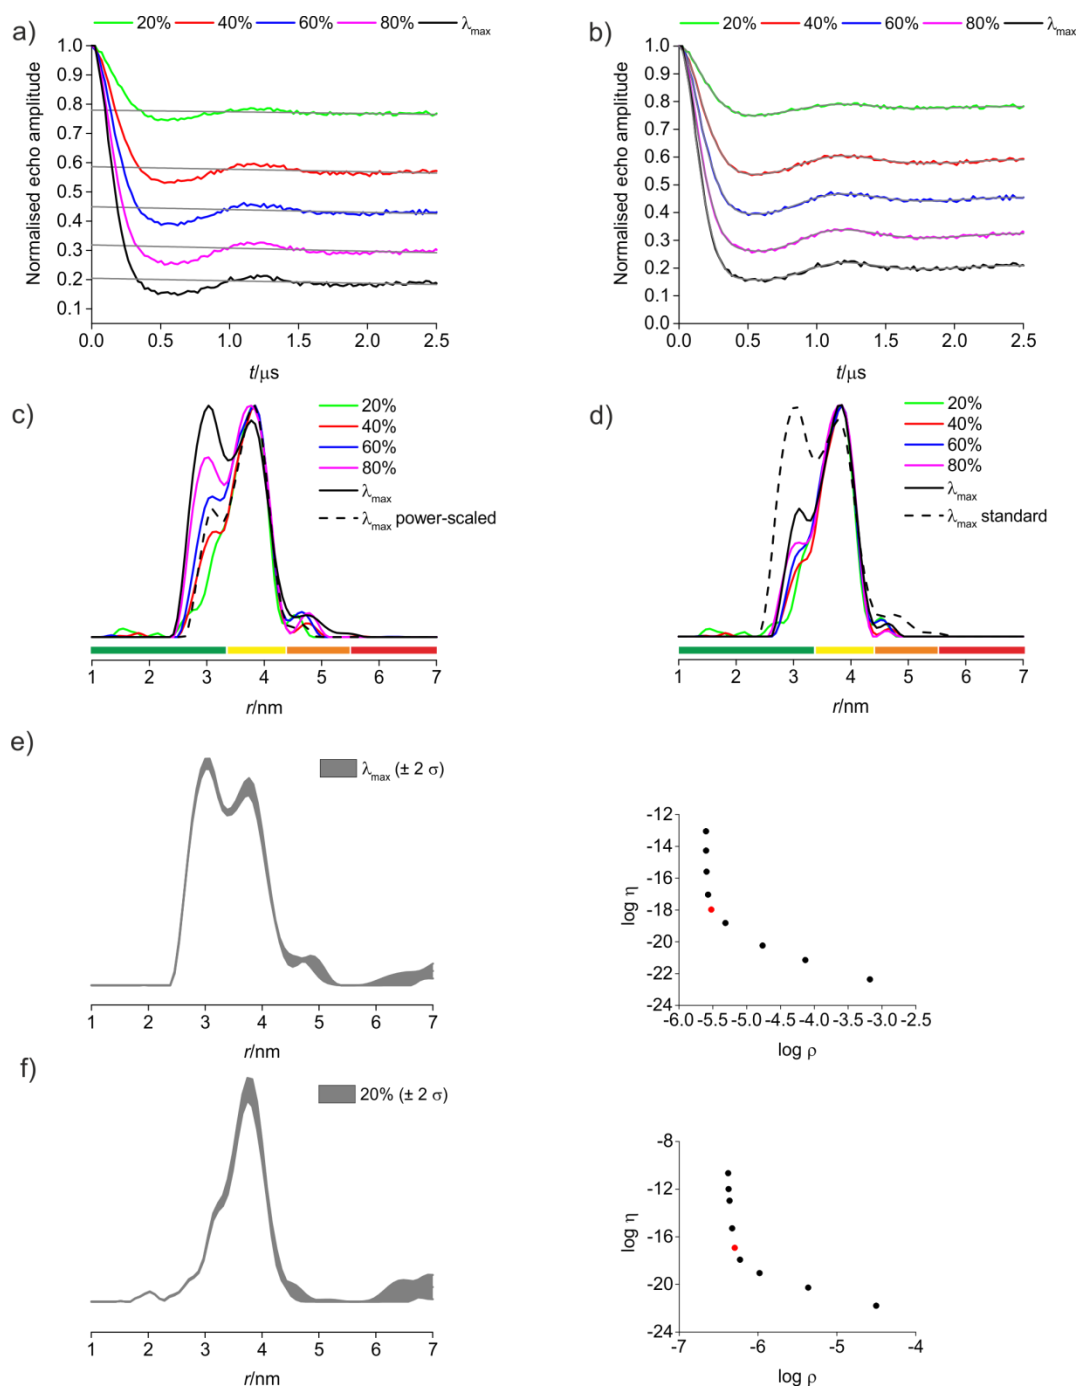 a)
20% 40% 60% 80% λmax
Normalised echo amplitude
1.0
0.9
0.8
0.7
0.6
0.5
0.4
0.3
0.2
0.1
0.0 0.5 1.0 1.5 2.0 2.5
t/μs
b)
20% 40% 60% 80% λmax
Normalised echo amplitude
1.0
0.9
0.8
0.7
0.6
0.5
0.4
0.3
0.2
0.1
0.0
0.0 0.5 1.0 1.5 2.0 2.5
t/μs
c)
20%
40%
60%
80%
λmax
λmax power-scaled
1 2 3 4 5 6 7
r/nm
d)
20%
40%
60%
80%
λmax
λmax standard
1 2 3 4 5 6 7
r/nm
e)
λmax (± 2 σ)
1 2 3 4 5 6 7
r/nm
log η
-12
-14
-16
-18
-20
-22
-24
-6.0 -5.5 -5.0 -4.5 -4.0 -3.5 -3.0 -2.5
log ρ
f)
20% (± 2 σ)
1 2 3 4 5 6 7
r/nm
log η
-8
-12
-16
-20
-24
-7 -6 -5 -4
log ρ